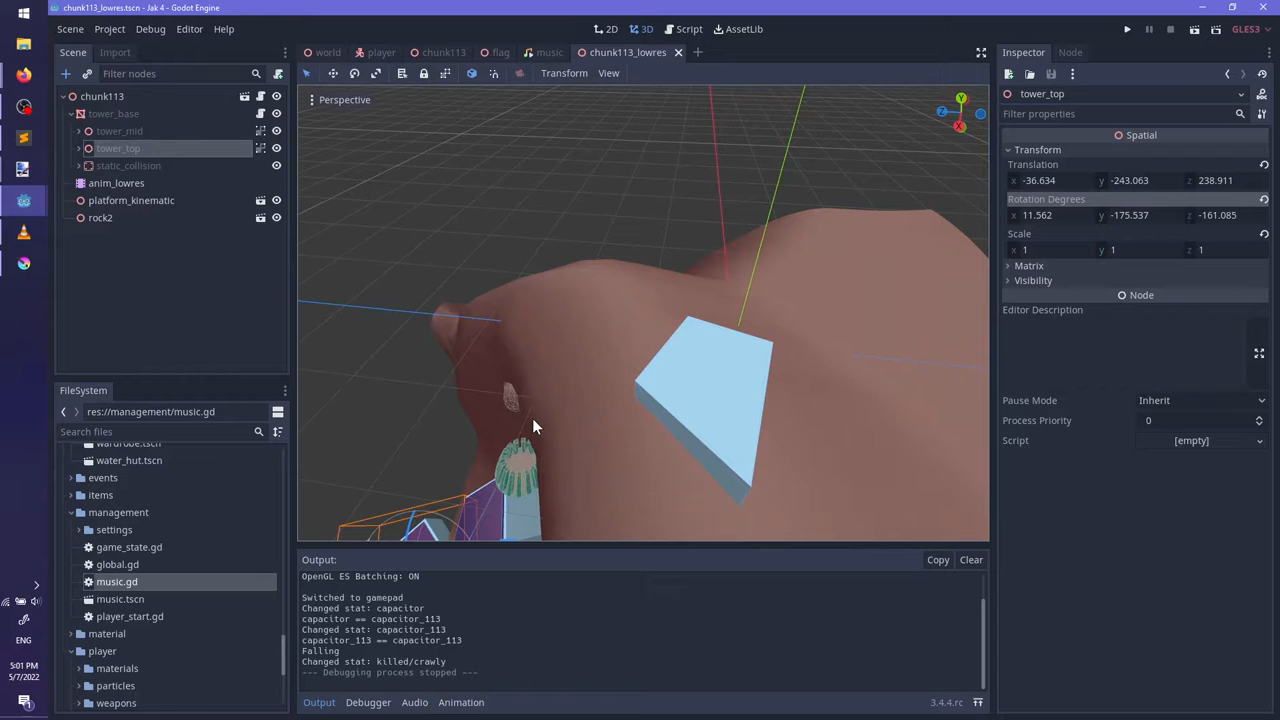 chunk113_lowres.tscn - Jak 4 - Godot Engine
Scene Project Debug Editor Help
2D 3D Script AssetLib
GLES3
Scene Import
world player chunk113 flag music chunk113_lowres
Inspector Node
Filter nodes
Transform View
chunk113
tower_base
tower_mid
tower_top
static_collision
anim_lowres
platform_kinematic
rock2
Perspective
Y
Z
X
tower_top
Filter properties
Spatial
Transform
Translation
x -36.634 y -243.063 z 238.911
Rotation Degrees
x 11.562 y -175.537 z -161.085
Scale
x 1 y 1 z 1
Matrix
Visibility
Node
Editor Description
Pause Mode Inherit
Process Priority 0
Script [empty]
FileSystem
res://management/music.gd
Search files
wardrobe.tscn
water_hut.tscn
events
items
management
settings
game_state.gd
global.gd
music.gd
music.tscn
player_start.gd
material
player
materials
particles
weapons
Output:
Copy Clear
OpenGL ES Batching: ON
Switched to gamepad
Changed stat: capacitor
capacitor == capacitor_113
Changed stat: capacitor_113
capacitor_113 == capacitor_113
Falling
Changed stat: killed/crawly
--- Debugging process stopped ---
Output Debugger Audio Animation
3.4.4.rc
ENG
5:01 PM
5/7/2022
1